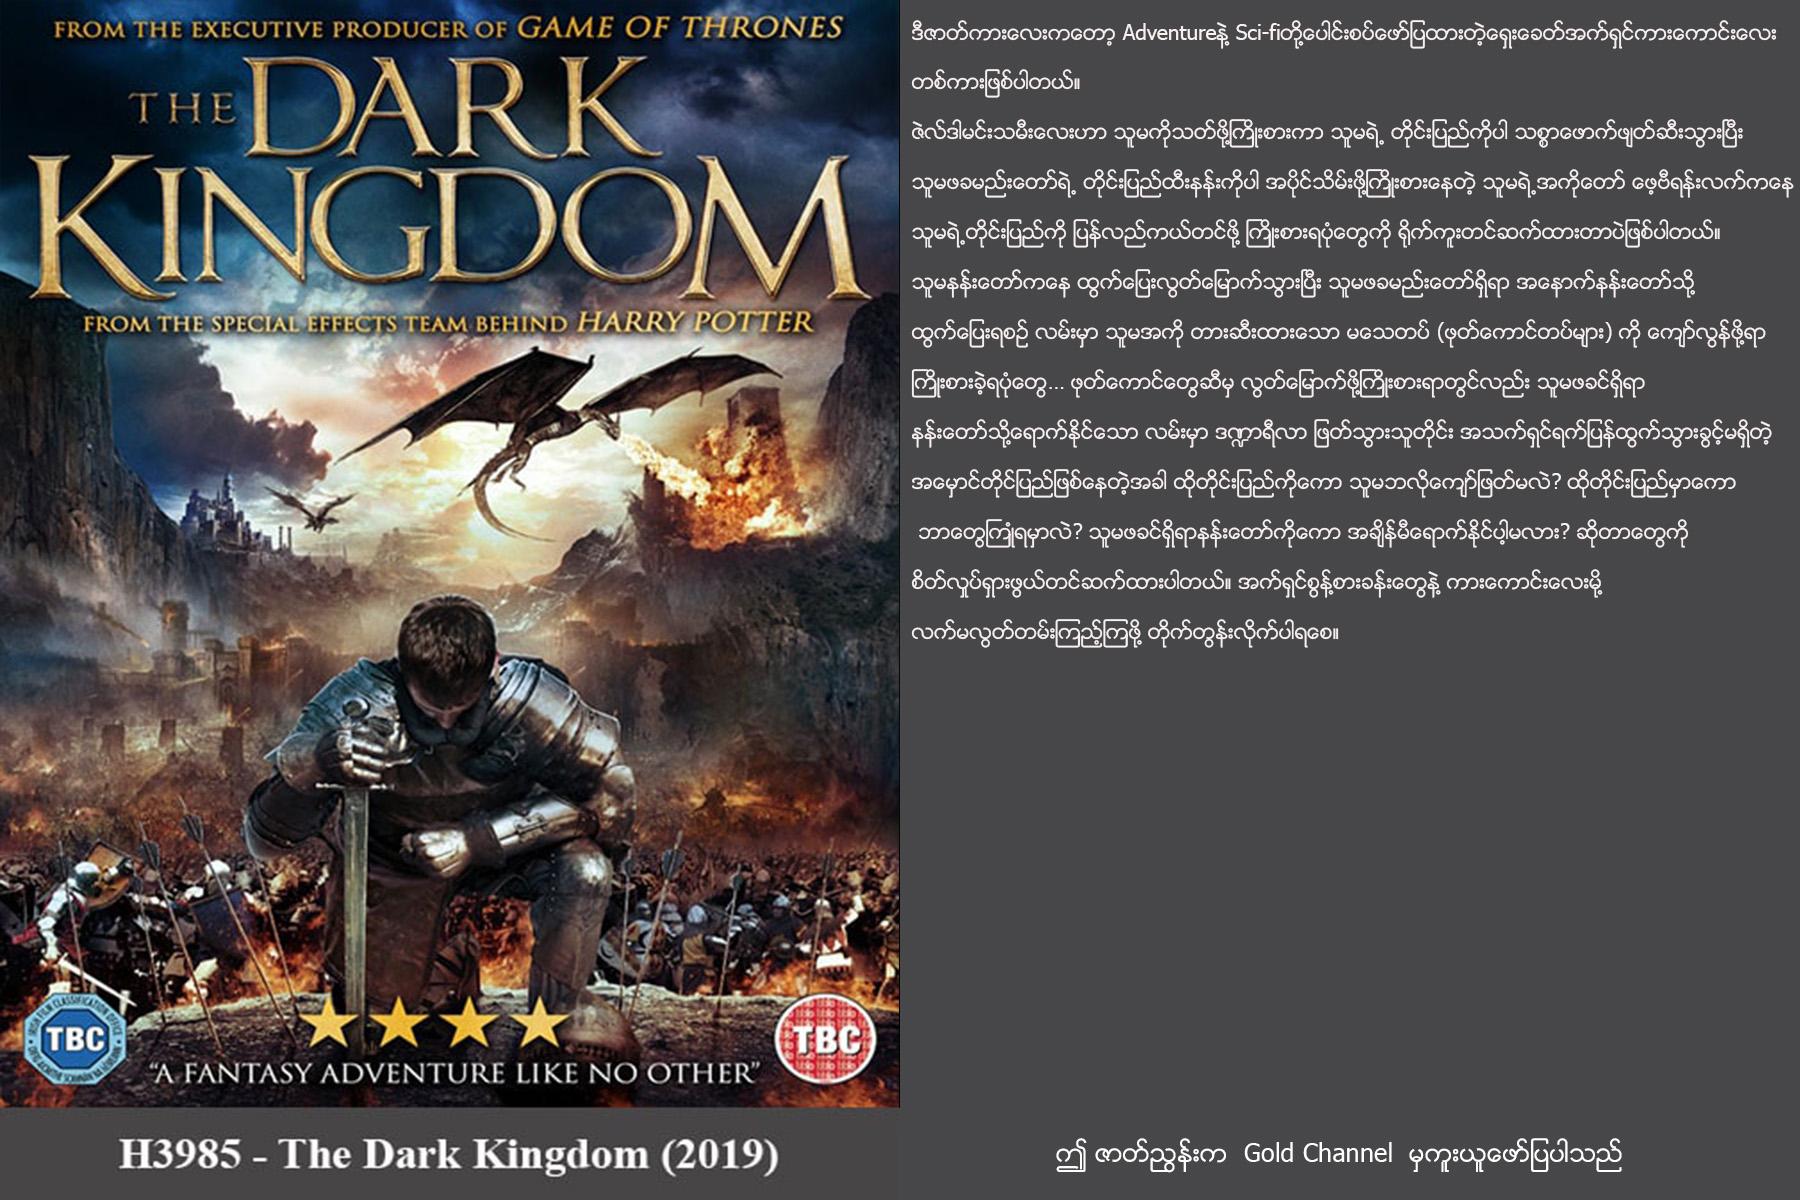 FROM THE EXECUTIVE PRODUCER OF GAME OF THRONES
THE DARK
KINGDOM
FROM THE SPECIAL EFFECTS TEAM BEHIND HARRY POTTER
TBC
★★★★
TBC
"A FANTASY ADVENTURE LIKE NO OTHER"
H3985 - The Dark Kingdom (2019)
ဒီဇာတ်ကားလေးကတော့ Adventureနဲ့ Sci-fiတို့ပေါင်းစပ်ဖော်ပြထားတဲ့ရှေးခေတ်အက်ရှင်ကားကောင်းလေး
တစ်ကားဖြစ်ပါတယ်။
ဇဲလ်ဒါမင်းသမီးလေးဟာ သူမကိုသတ်ဖို့ကြိုးစားကာ သူမရဲ့ တိုင်းပြည်ကိုပါ သစ္စာဖောက်ဖျတ်ဆီးသွားပြီး
သူမဖခမည်းတော်ရဲ့ တိုင်းပြည်ထီးနန်းကိုပါ အပိုင်သိမ်းဖို့ကြိုးစားနေတဲ့ သူမရဲ့အကိုတော် ဖေ့ဗီရန်းလက်ကနေ
သူမရဲ့တိုင်းပြည်ကို ပြန်လည်ကယ်တင်ဖို့ ကြိုးစားရပုံတွေကို ရိုက်ကူးတင်ဆက်ထားတာပဲဖြစ်ပါတယ်။
သူမနန်းတော်ကနေ ထွက်ပြေးလွတ်မြောက်သွားပြီး သူမဖခမည်းတော်ရှိရာ အနောက်နန်းတော်သို့
ထွက်ပြေးရစဉ် လမ်းမှာ သူမအကို တားဆီးထားသော မသေတပ် (ဖုတ်ကောင်တပ်များ) ကို ကျော်လွန်ဖို့ရာ
ကြိုးစားခဲ့ရပုံတွေ... ဖုတ်ကောင်တွေဆီမှ လွတ်မြောက်ဖို့ကြိုးစားရာတွင်လည်း သူမဖခင်ရှိရာ
နန်းတော်သို့ရောက်နိုင်သော လမ်းမှာ ဒဏ္ဍာရီလာ ဖြတ်သွားသူတိုင်း အသက်ရှင်ရက်ပြန်ထွက်သွားခွင့်မရှိတဲ့
အမှောင်တိုင်ပြည်ဖြစ်နေတဲ့အခါ ထိုတိုင်းပြည်ကိုကော သူမဘလိုကျော်ဖြတ်မလဲ? ထိုတိုင်းပြည်မှာကော
ဘာတွေကြုံရမှာလဲ? သူမဖခင်ရှိရာနန်းတော်ကိုကော အချိန်မီရောက်နိုင်ပါ့မလား? ဆိုတာတွေကို
စိတ်လှုပ်ရှားဖွယ်တင်ဆက်ထားပါတယ်။ အက်ရှင်စွန့်စားခန်းတွေနဲ့ ကားကောင်းလေးမို့
လက်မလွတ်တမ်းကြည့်ကြဖို့ တိုက်တွန်းလိုက်ပါရစေ။
ဤ ဇာတ်ညွှန်းက Gold Channel မှကူးယူဖော်ပြပါသည်